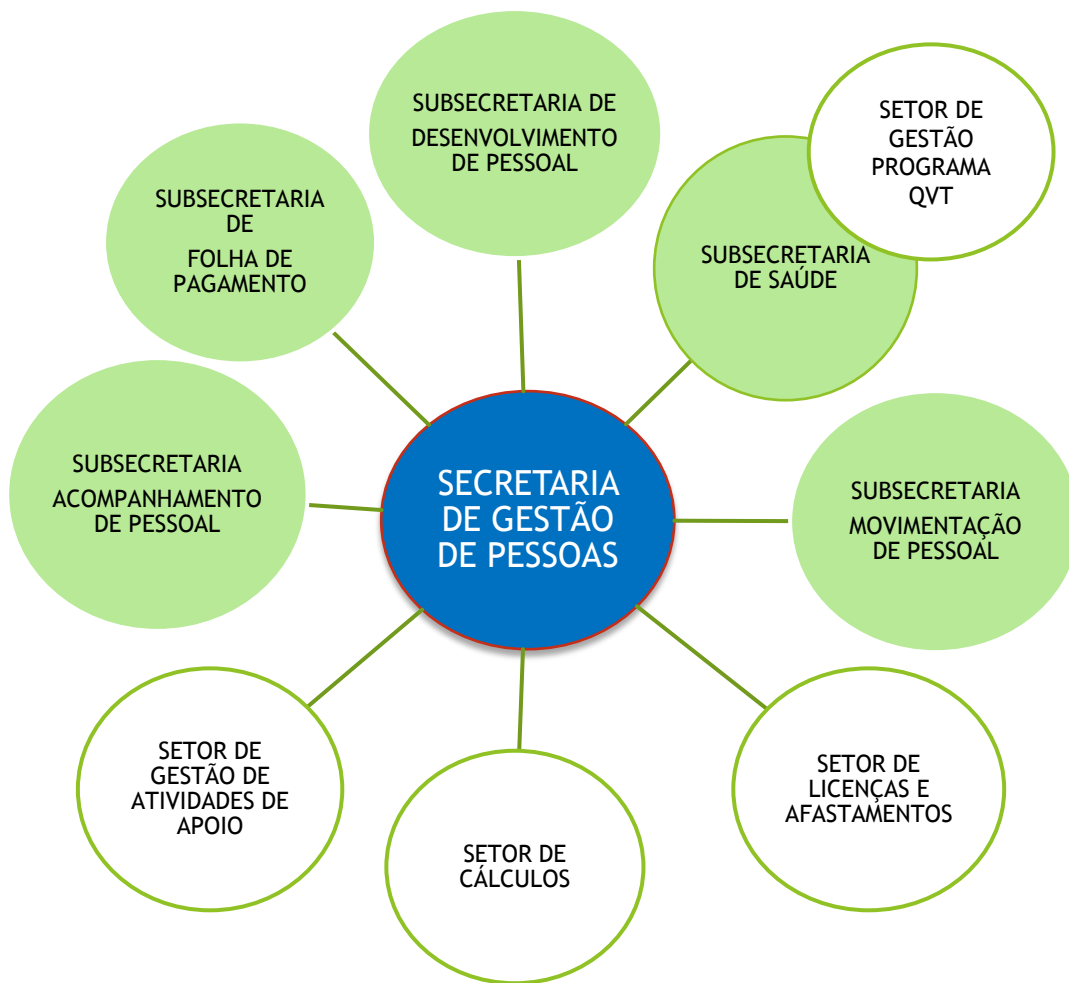 SUBSECRETARIA DE
DESENVOLVIMENTO
DE PESSOAL
SETOR DE
GESTÃO
PROGRAMA
QVT
SUBSECRETARIA
DE
FOLHA DE
PAGAMENTO
SUBSECRETARIA
DE SAÚDE
SUBSECRETARIA
ACOMPANHAMENTO
DE PESSOAL
SECRETARIA
DE GESTÃO
DE PESSOAS
SUBSECRETARIA
MOVIMENTAÇÃO
DE PESSOAL
SETOR DE
GESTÃO DE
ATIVIDADES DE
APOIO
SETOR DE
CÁLCULOS
SETOR DE
LICENÇAS E
AFASTAMENTOS